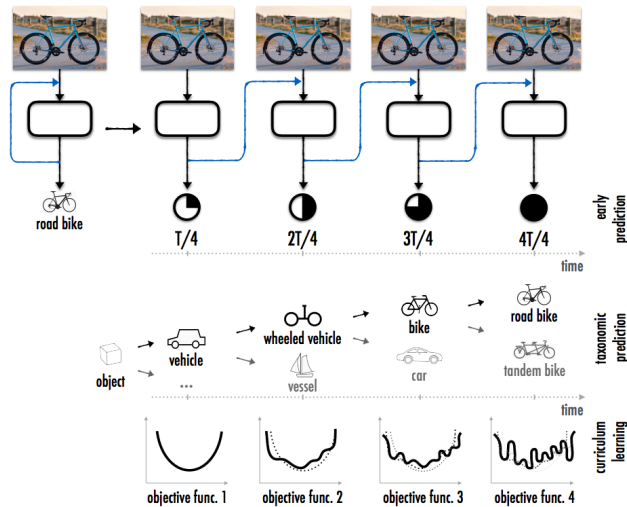 road bike
T/4
2T/4
3T/4
4T/4
early
prediction
time
object
vehicle
...
wheeled vehicle
vessel
bike
car
road bike
tandem bike
taxonomic
prediction
time
objective func. 1
objective func. 2
objective func. 3
objective func. 4
curriculum
learning